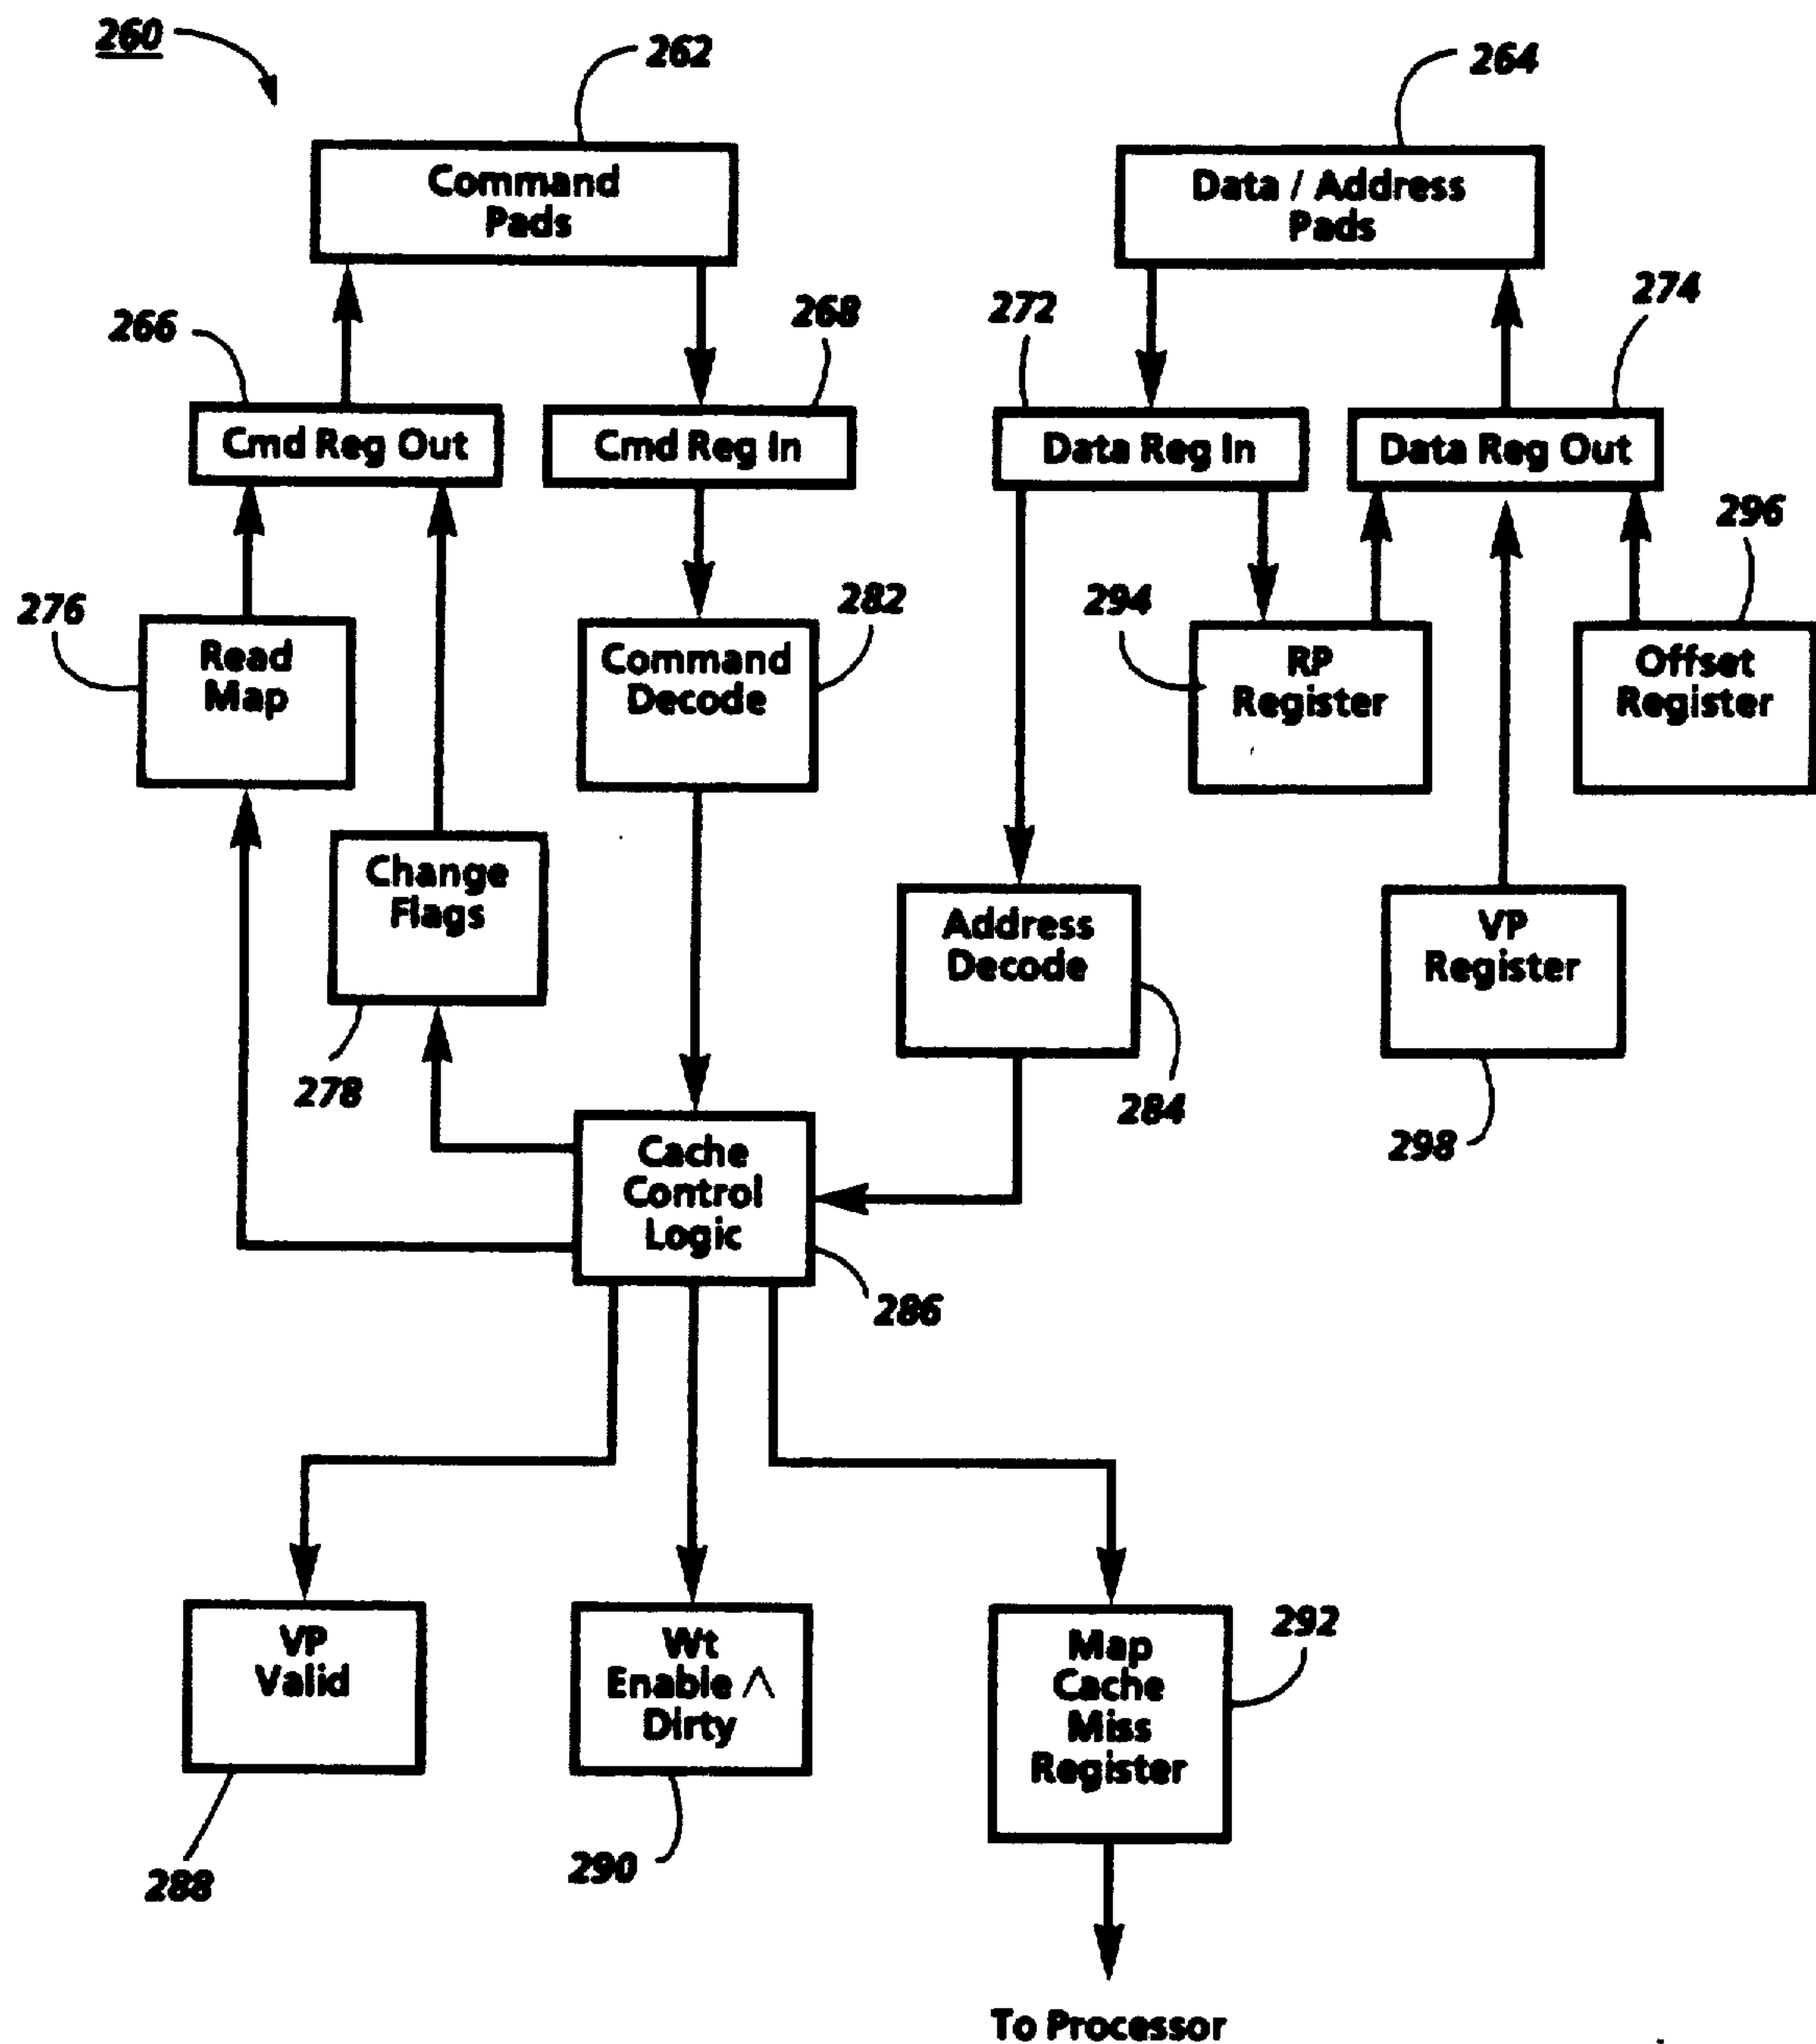 260
262
264
Command
Pads
Data / Address
Pads
266
268
272
274
Cmd Reg Out
Cmd Reg In
Data Reg In
Data Reg Out
296
276
282
294
Read
Map
Command
Decode
RP
Register
Offset
Register
Change
Flags
Address
Decode
VP
Register
278
284
298
Cache
Control
Logic
286
VP
Valid
Wt
Enable ∧
Dirty
Map
Cache
Miss
Register
292
288
290
To Processor